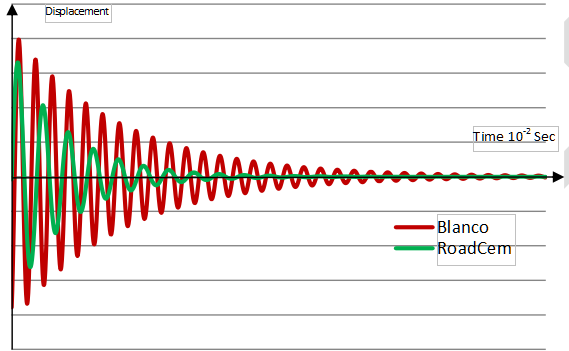 Displacement
Time 10⁻² Sec
Blanco
RoadCem